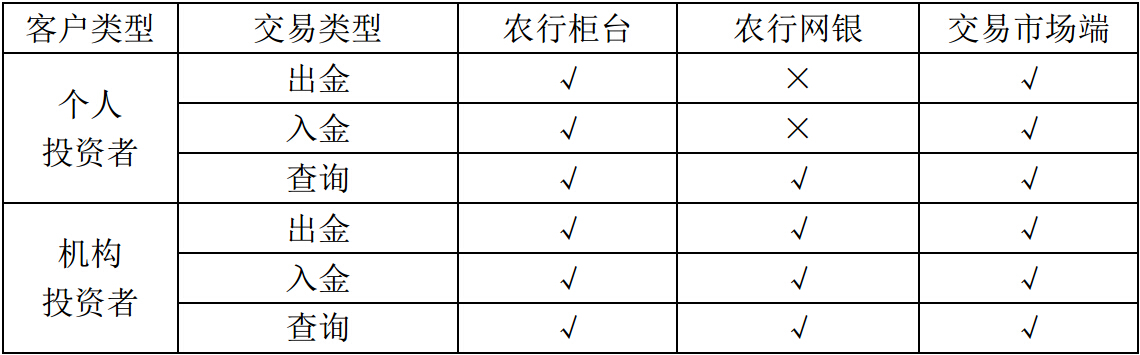 客户类型 交易类型 农行柜台 农行网银 交易市场端
个人
投资者
出金 √ × √
入金 √ × √
查询 √ √ √
机构
投资者
出金 √ √ √
入金 √ √ √
查询 √ √ √